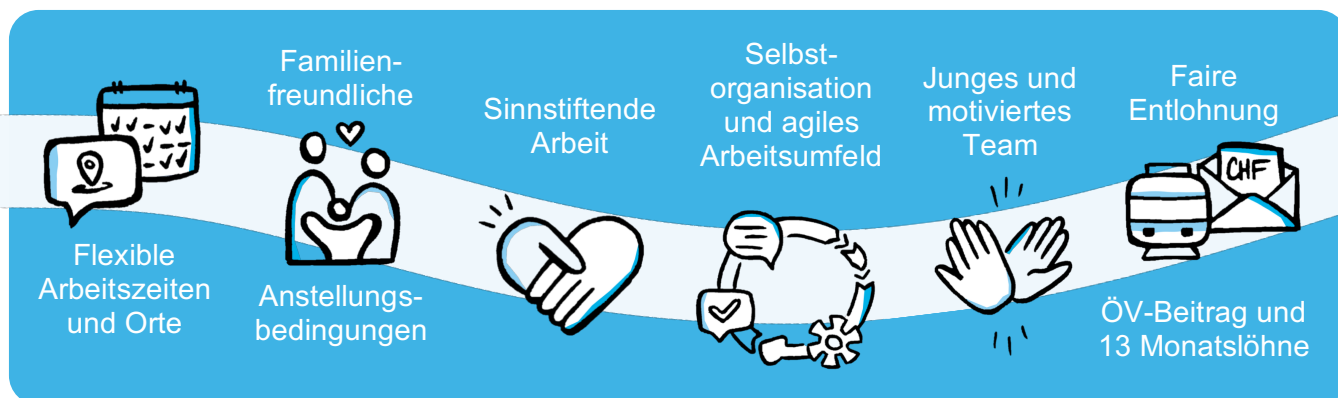 Flexible
Arbeitszeiten
und Orte
Familien-
freundliche
Anstellungs-
bedingungen
Sinnstiftende
Arbeit
Selbst-
organisation
und agiles
Arbeitsumfeld
Junges und
motiviertes
Team
Faire
Entlohnung
CHF
ÖV-Beitrag und
13 Monatslöhne